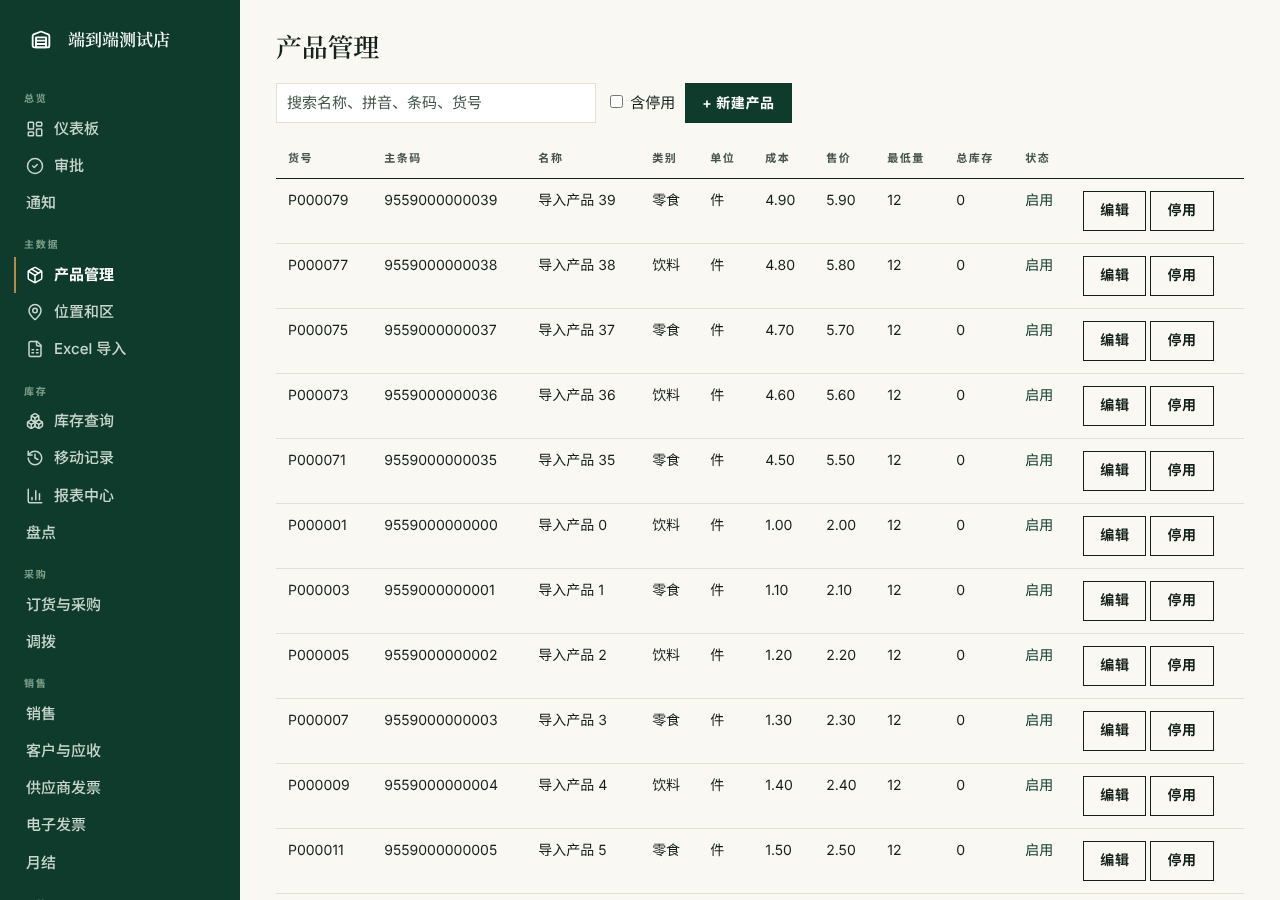 端到端测试店
总览
仪表板
审批
通知
主数据
产品管理
位置和区
Excel 导入
库存
库存查询
移动记录
报表中心
盘点
采购
订货与采购
调拨
销售
销售
客户与应收
供应商发票
电子发票
月结
产品管理
搜索名称、拼音、条码、货号 含停用 + 新建产品
货号 主条码 名称 类别 单位 成本 售价 最低量 总库存 状态
P000079 9559000000039 导入产品 39 零食 件 4.90 5.90 12 0 启用 编辑 停用
P000077 9559000000038 导入产品 38 饮料 件 4.80 5.80 12 0 启用 编辑 停用
P000075 9559000000037 导入产品 37 零食 件 4.70 5.70 12 0 启用 编辑 停用
P000073 9559000000036 导入产品 36 饮料 件 4.60 5.60 12 0 启用 编辑 停用
P000071 9559000000035 导入产品 35 零食 件 4.50 5.50 12 0 启用 编辑 停用
P000001 9559000000000 导入产品 0 饮料 件 1.00 2.00 12 0 启用 编辑 停用
P000003 9559000000001 导入产品 1 零食 件 1.10 2.10 12 0 启用 编辑 停用
P000005 9559000000002 导入产品 2 饮料 件 1.20 2.20 12 0 启用 编辑 停用
P000007 9559000000003 导入产品 3 零食 件 1.30 2.30 12 0 启用 编辑 停用
P000009 9559000000004 导入产品 4 饮料 件 1.40 2.40 12 0 启用 编辑 停用
P000011 9559000000005 导入产品 5 零食 件 1.50 2.50 12 0 启用 编辑 停用